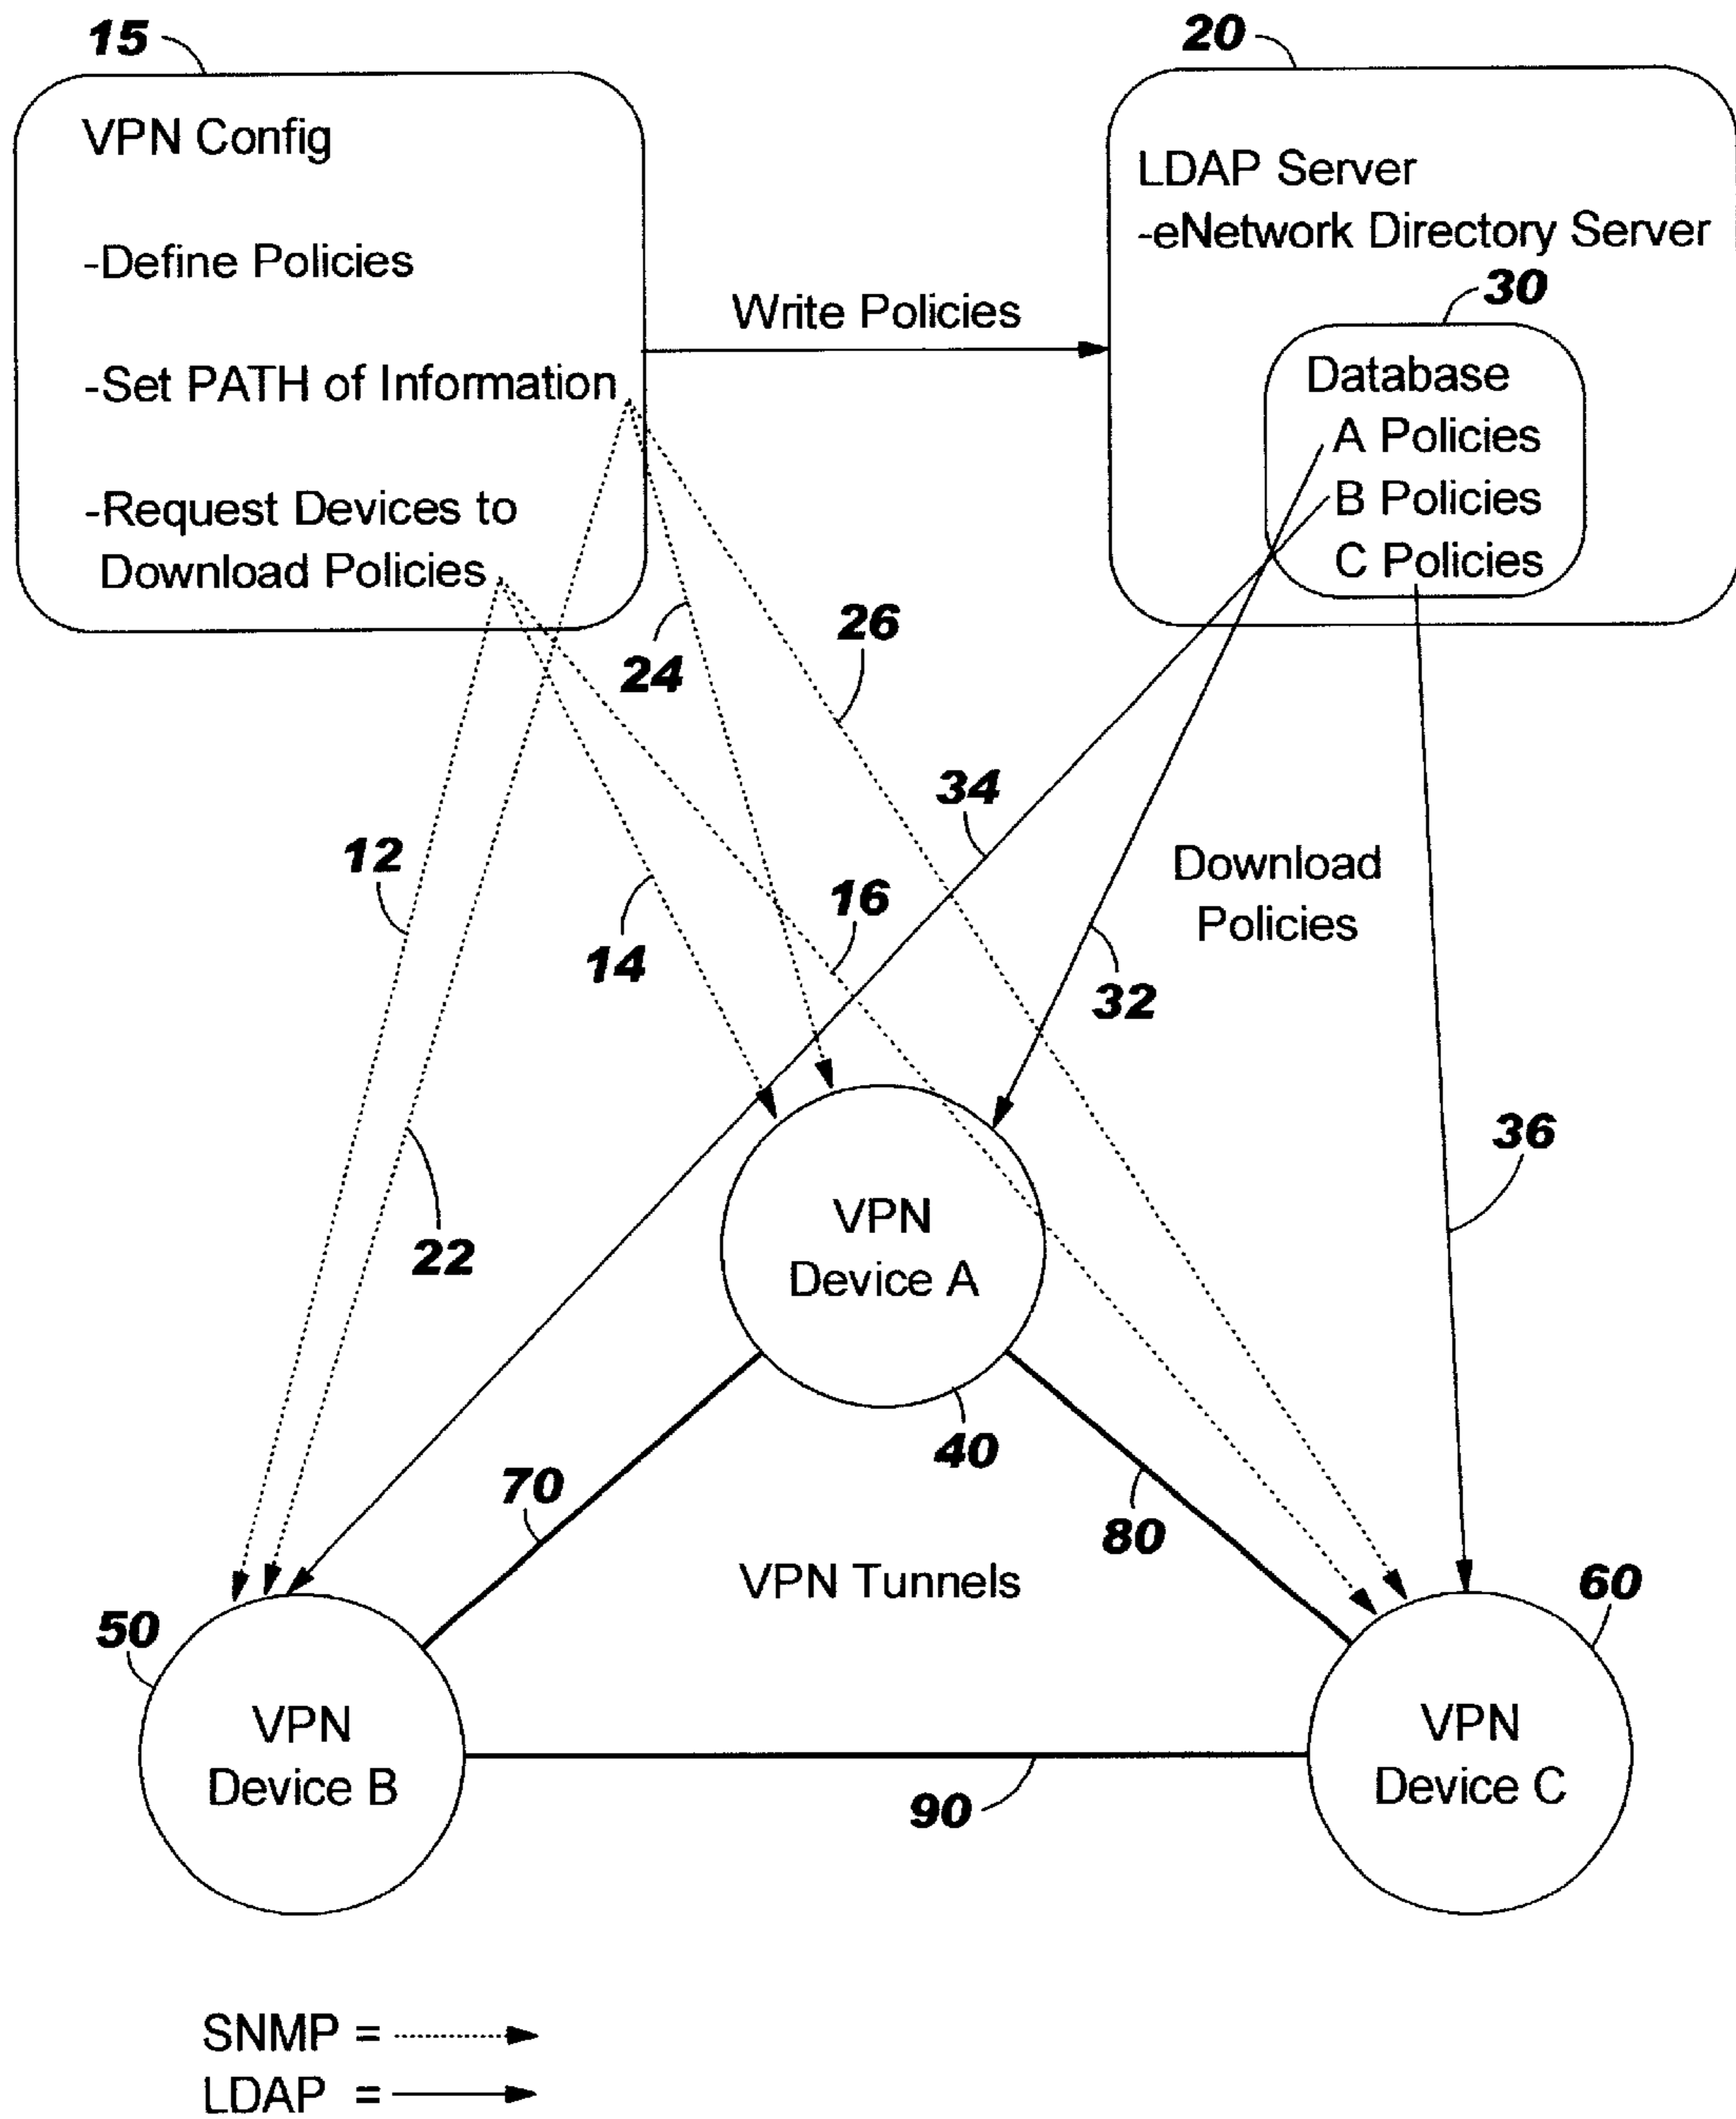 15
20
VPN Config
-Define Policies
-Set PATH of Information
-Request Devices to
Download Policies
Write Policies
LDAP Server
-eNetwork Directory Server
30
Database
A Policies
B Policies
C Policies
24
26
34
12
14
16
Download
Policies
32
22
36
VPN
Device A
40
70
80
VPN Tunnels
50
60
VPN
Device B
VPN
Device C
90
SNMP =
LDAP =